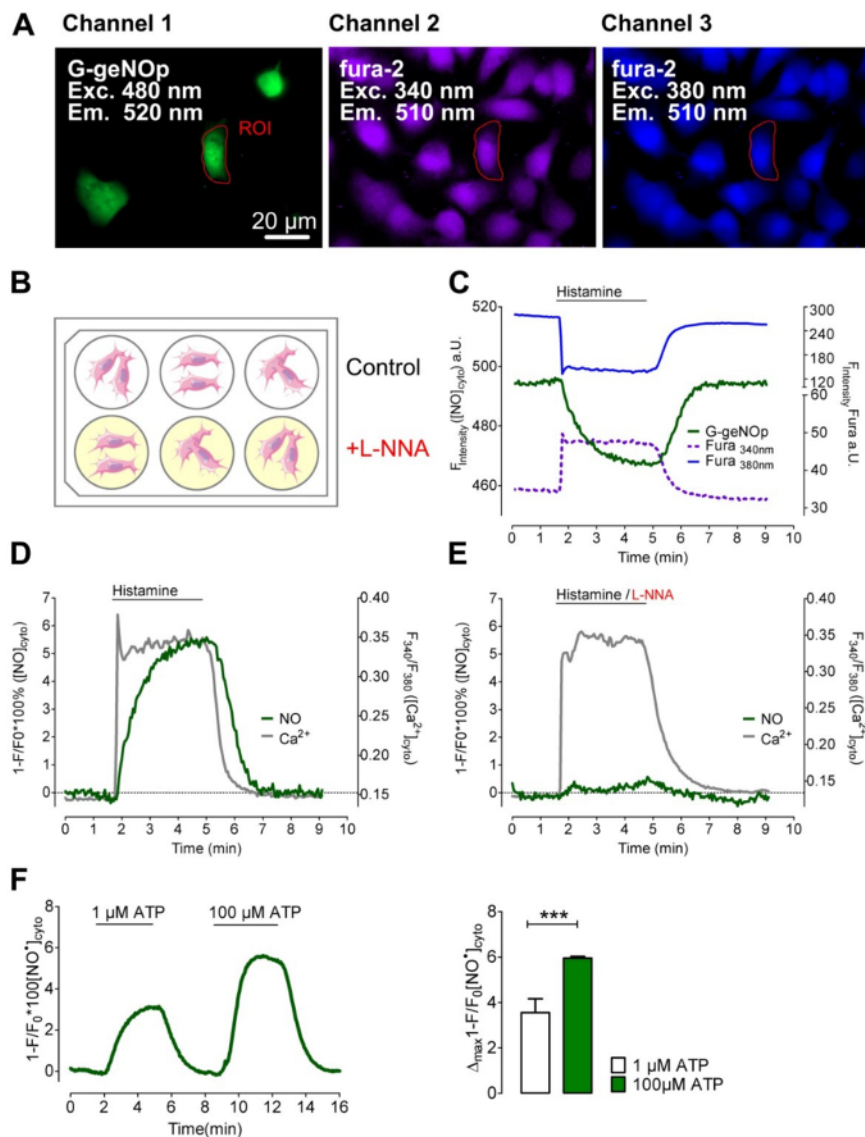 A
Channel 1
Channel 2
Channel 3
G-geNOp
Exc. 480 nm
Em. 520 nm
ROI
20 µm
fura-2
Exc. 340 nm
Em. 510 nm
fura-2
Exc. 380 nm
Em. 510 nm
B
Control
+L-NNA
C
Histamine
520
500
480
460
F_Intensity ([NO]_cyto) a.U.
300
240
180
120
60
50
40
30
F_Intensity Fura a.U.
G-geNOp
Fura 340nm
Fura 380nm
0 1 2 3 4 5 6 7 8 9 10
Time (min)
D
Histamine
7
6
5
4
3
2
1
0
1-F/F0*100% ([NO]_cyto)
0.40
0.35
0.30
0.25
0.20
0.15
F340/F380 ([Ca2+]_cyto)
NO
Ca2+
0 1 2 3 4 5 6 7 8 9 10
Time (min)
E
Histamine / L-NNA
7
6
5
4
3
2
1
0
1-F/F0*100% ([NO]_cyto)
0.40
0.35
0.30
0.25
0.20
0.15
F340/F380 ([Ca2+]_cyto)
NO
Ca2+
0 1 2 3 4 5 6 7 8 9 10
Time (min)
F
1 µM ATP
100 µM ATP
8
6
4
2
0
1-F/F0*100[NO•]cyto
0 2 4 6 8 10 12 14 16
Time(min)
***
8
6
4
2
0
Δmax1-F/F0[NO•]cyto
1 µM ATP
100µM ATP